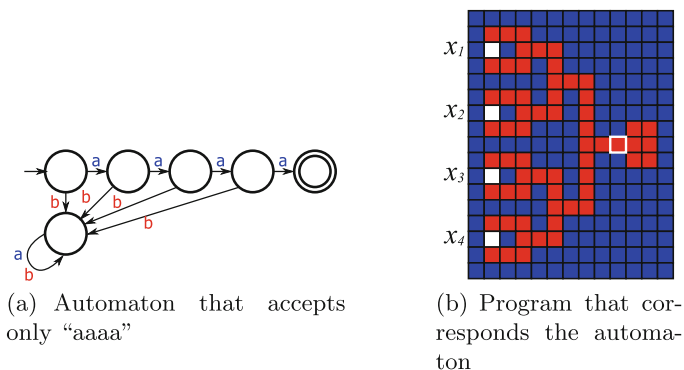 x1
x2
x3
x4
a a a a
b b b
b
a
b
(a) Automaton that accepts
only “aaaa”
(b) Program that cor-
responds the automa-
ton